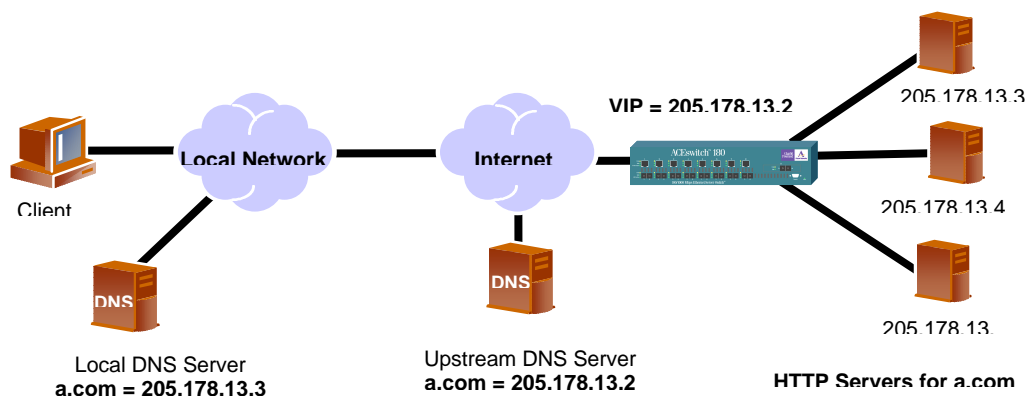 VIP = 205.178.13.2
205.178.13.3
ACEswitch 180
Local Network
Internet
Client
205.178.13.4
DNS
DNS
205.178.13.
Local DNS Server
a.com = 205.178.13.3
Upstream DNS Server
a.com = 205.178.13.2
HTTP Servers for a.com